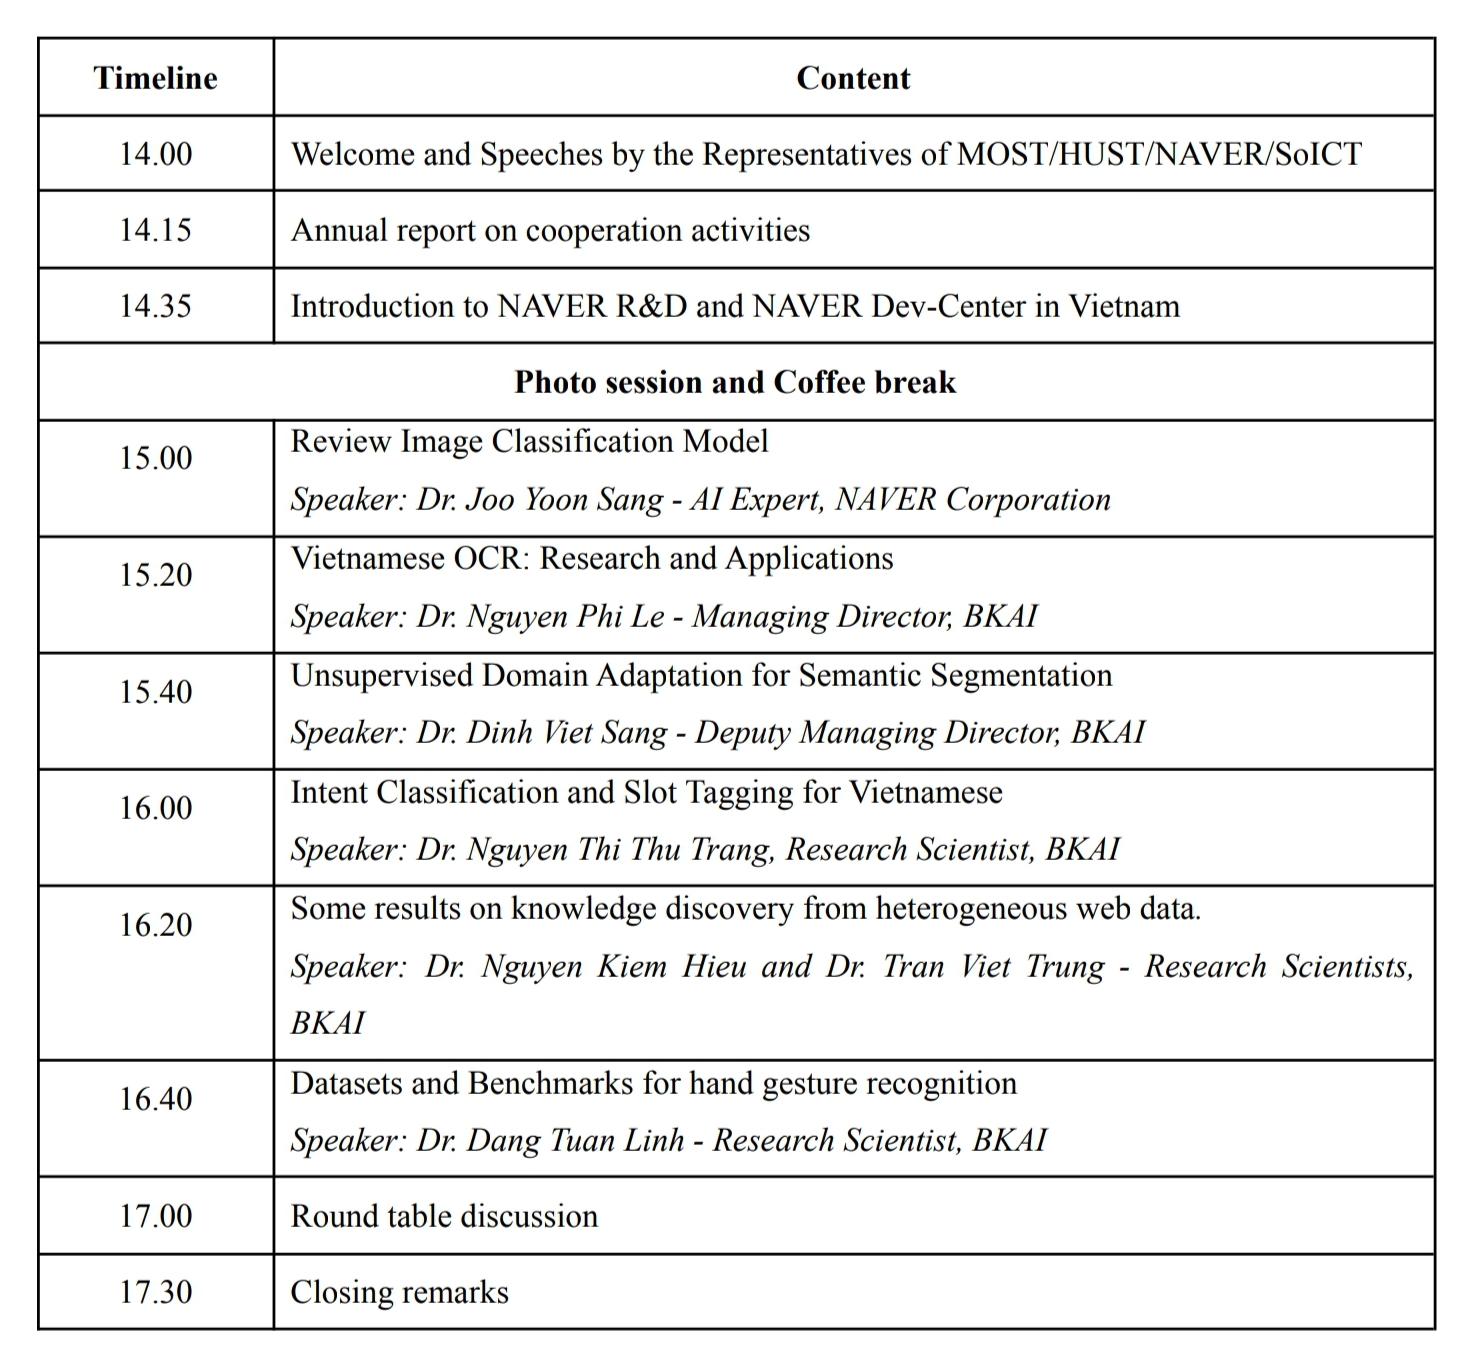 Timeline Content
14.00 Welcome and Speeches by the Representatives of MOST/HUST/NAVER/SoICT
14.15 Annual report on cooperation activities
14.35 Introduction to NAVER R&D and NAVER Dev-Center in Vietnam
Photo session and Coffee break
15.00 Review Image Classification Model
Speaker: Dr. Joo Yoon Sang - AI Expert, NAVER Corporation
15.20 Vietnamese OCR: Research and Applications
Speaker: Dr. Nguyen Phi Le - Managing Director, BKAI
15.40 Unsupervised Domain Adaptation for Semantic Segmentation
Speaker: Dr. Dinh Viet Sang - Deputy Managing Director, BKAI
16.00 Intent Classification and Slot Tagging for Vietnamese
Speaker: Dr. Nguyen Thi Thu Trang, Research Scientist, BKAI
16.20 Some results on knowledge discovery from heterogeneous web data.
Speaker: Dr. Nguyen Kiem Hieu and Dr. Tran Viet Trung - Research Scientists,
BKAI
16.40 Datasets and Benchmarks for hand gesture recognition
Speaker: Dr. Dang Tuan Linh - Research Scientist, BKAI
17.00 Round table discussion
17.30 Closing remarks